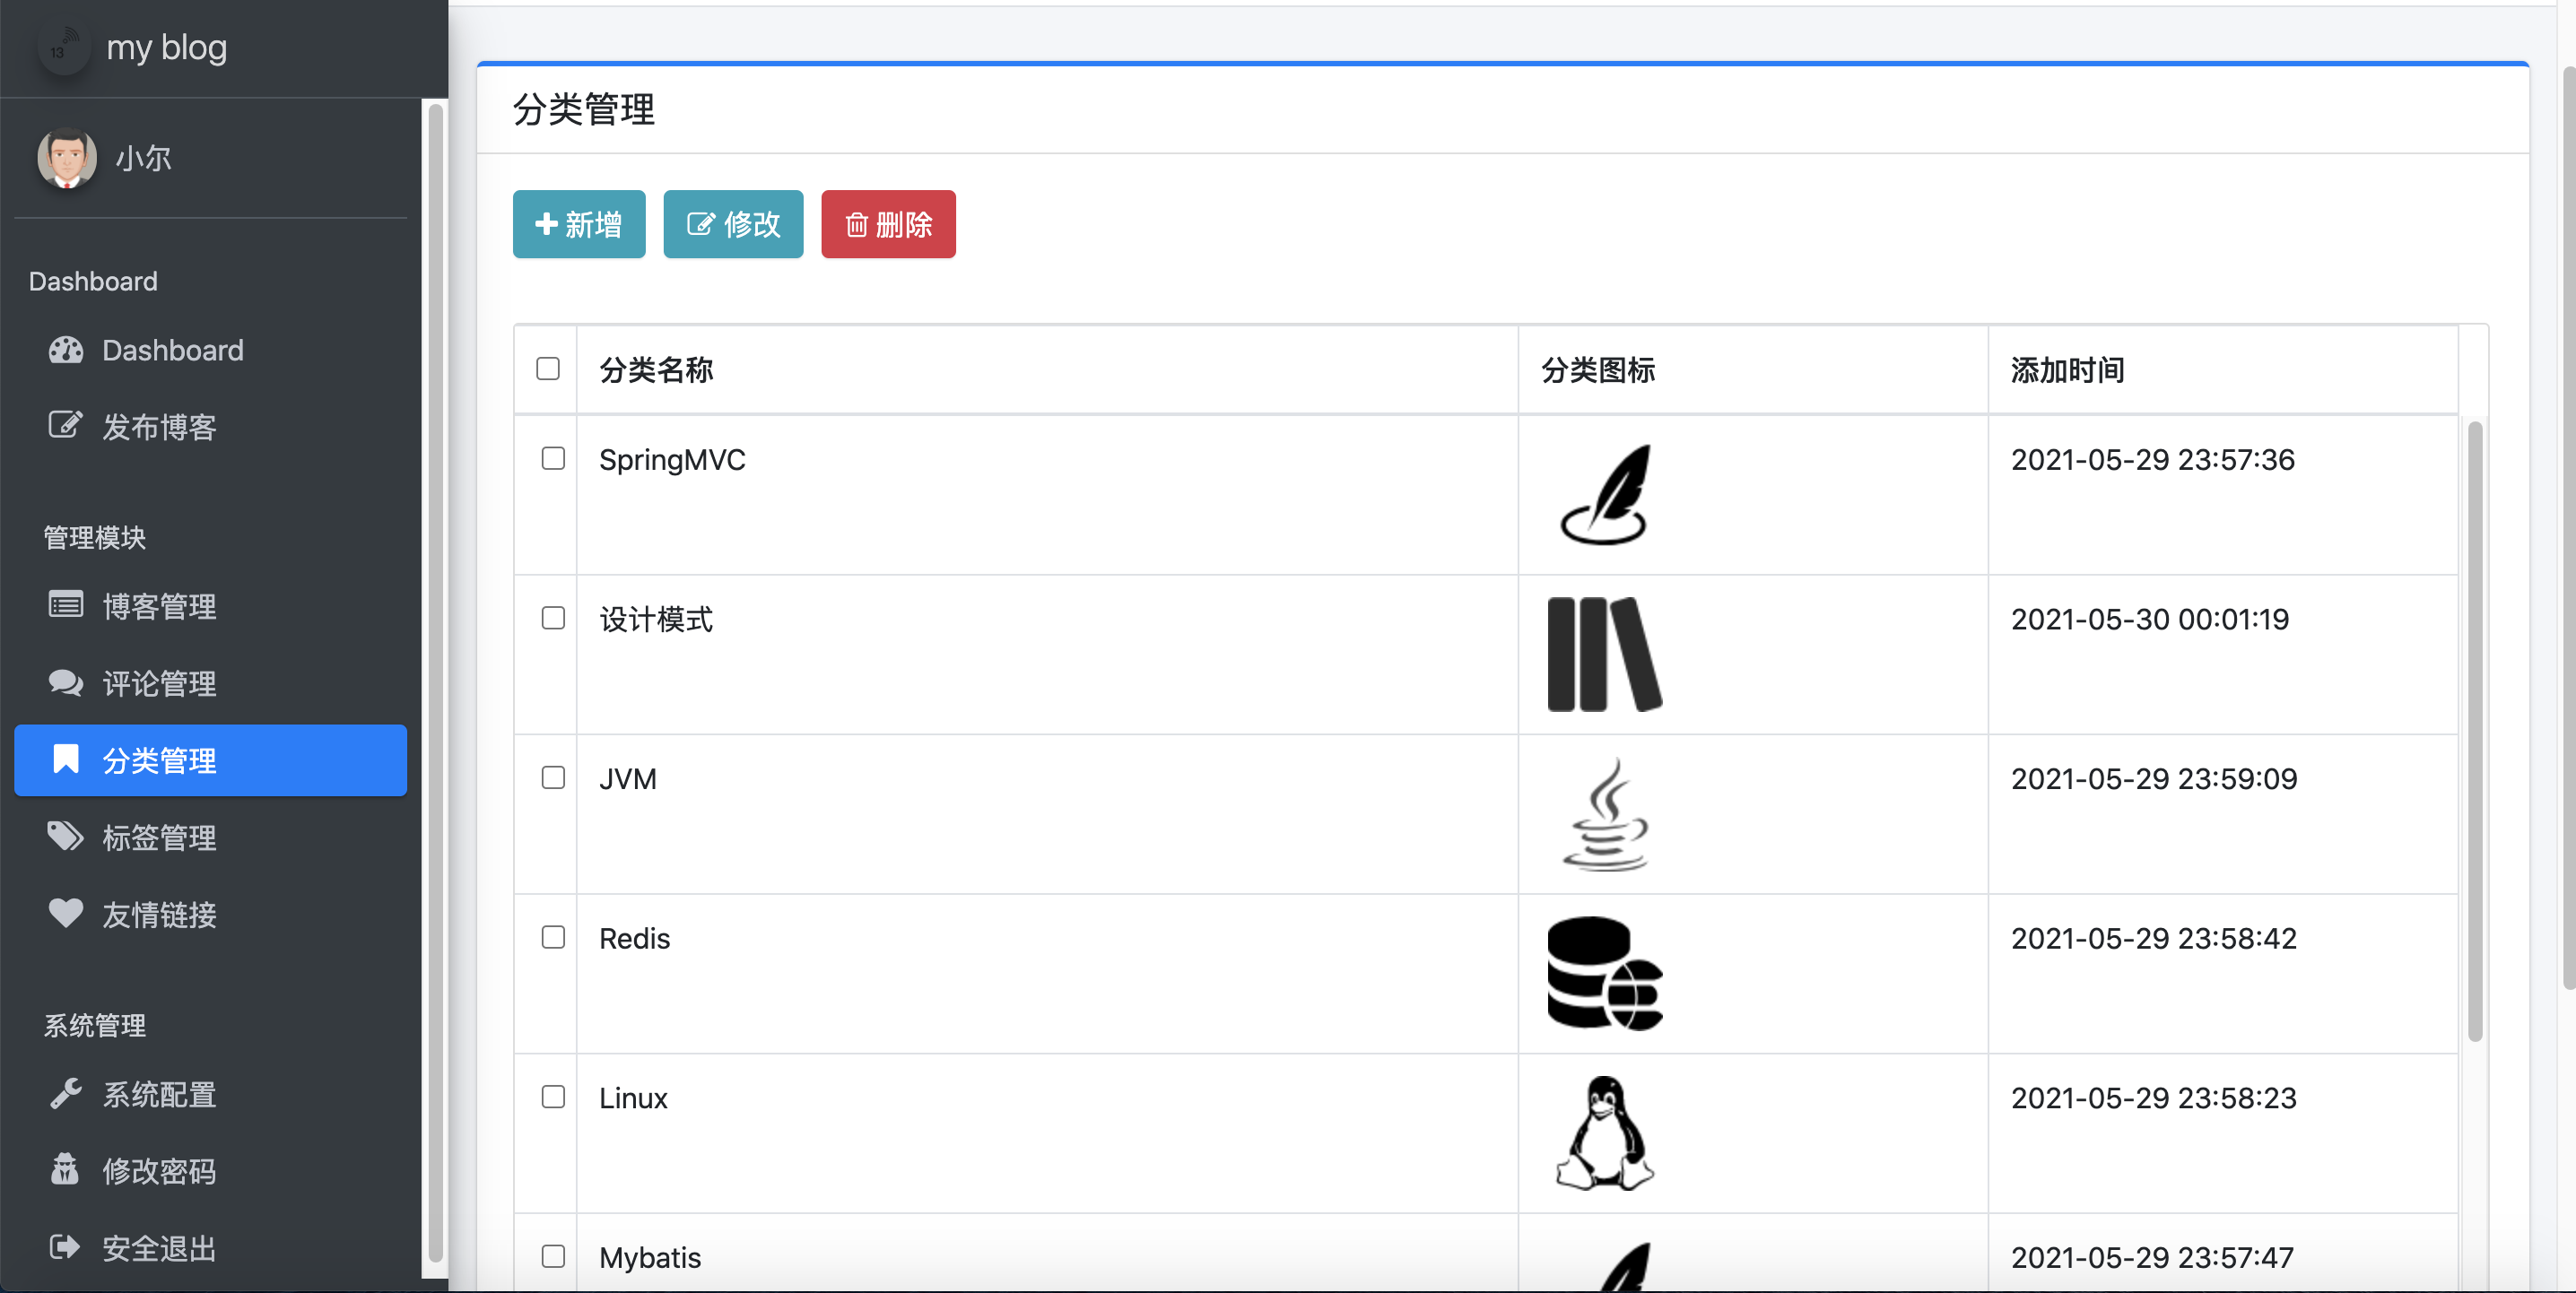 13
my blog
小尔
Dashboard
Dashboard
发布博客
管理模块
博客管理
评论管理
分类管理
标签管理
友情链接
系统管理
系统配置
修改密码
安全退出
分类管理
新增 修改 删除
分类名称 分类图标 添加时间
SpringMVC 2021-05-29 23:57:36
设计模式 2021-05-30 00:01:19
JVM 2021-05-29 23:59:09
Redis 2021-05-29 23:58:42
Linux 2021-05-29 23:58:23
Mybatis 2021-05-29 23:57:47